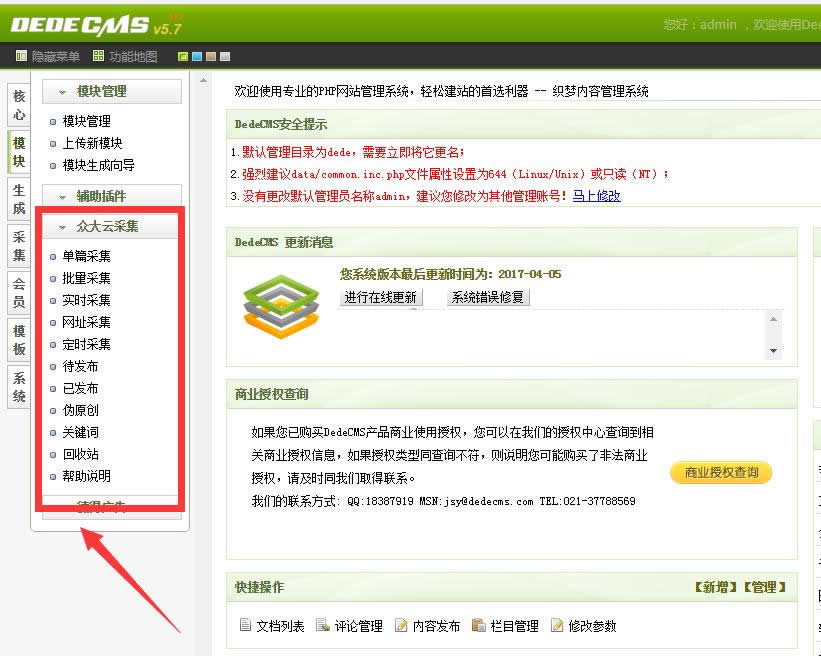 DEDECMS v5.7
您好：admin ，欢迎使用De
隐藏菜单 功能地图
核心
模块
生成
采集
会员
模板
系统
模块管理
模块管理
上传新模块
模块生成向导
辅助插件
众大云采集
单篇采集
批量采集
实时采集
网址采集
定时采集
待发布
已发布
伪原创
关键词
回收站
帮助说明
欢迎使用专业的PHP网站管理系统，轻松建站的首选利器 -- 织梦内容管理系统
DedeCMS安全提示
1.默认管理目录为dede，需要立即将它更名；
2.强烈建议data/common.inc.php文件属性设置为644（Linux/Unix）或只读（NT）；
3.没有更改默认管理员名称admin，建议您修改为其他管理账号！马上修改
DedeCMS 更新消息
您系统版本最后更新时间为：2017-04-05
进行在线更新 系统错误修复
商业授权查询
如果您已购买DedeCMS产品商业使用授权，您可以在我们的授权中心查询到相
关商业授权信息，如果授权类型同查询不符，则说明您可能购买了非法商业
授权，请及时同我们取得联系。
我们的联系方式: QQ:18387919 MSN:jsy@dedecms.com TEL:021-37788569
商业授权查询
快捷操作 【新增】【管理】
文档列表 评论管理 内容发布 栏目管理 修改参数